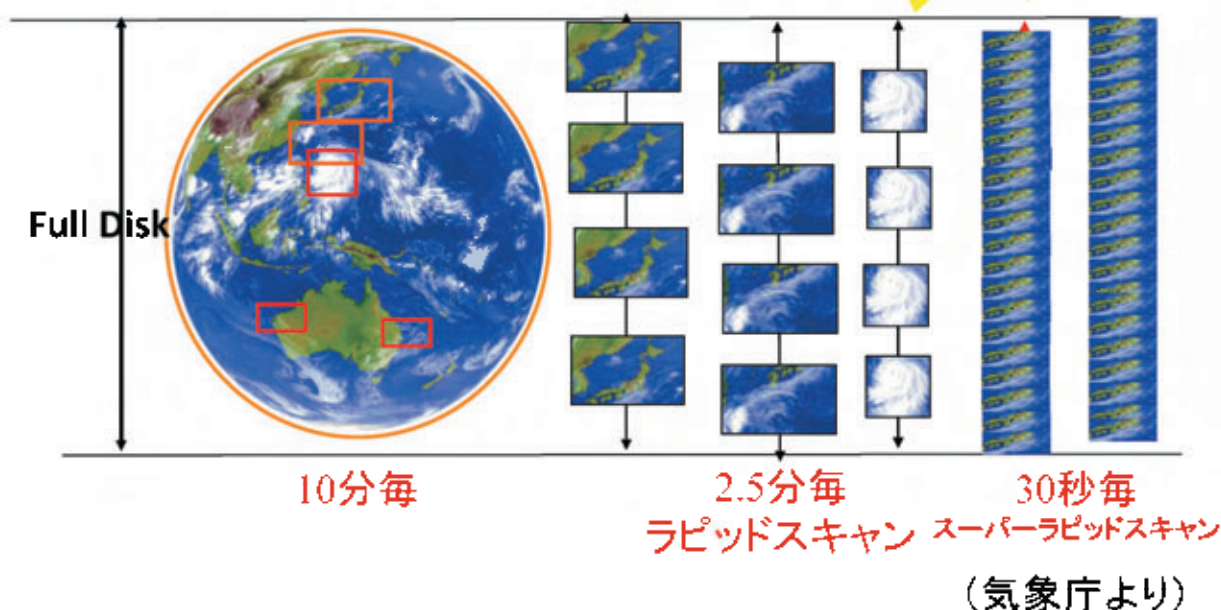 Full Disk
10分毎
2.5分毎
ラピッドスキャン
30秒毎
スーパーラピッドスキャン
（気象庁より）